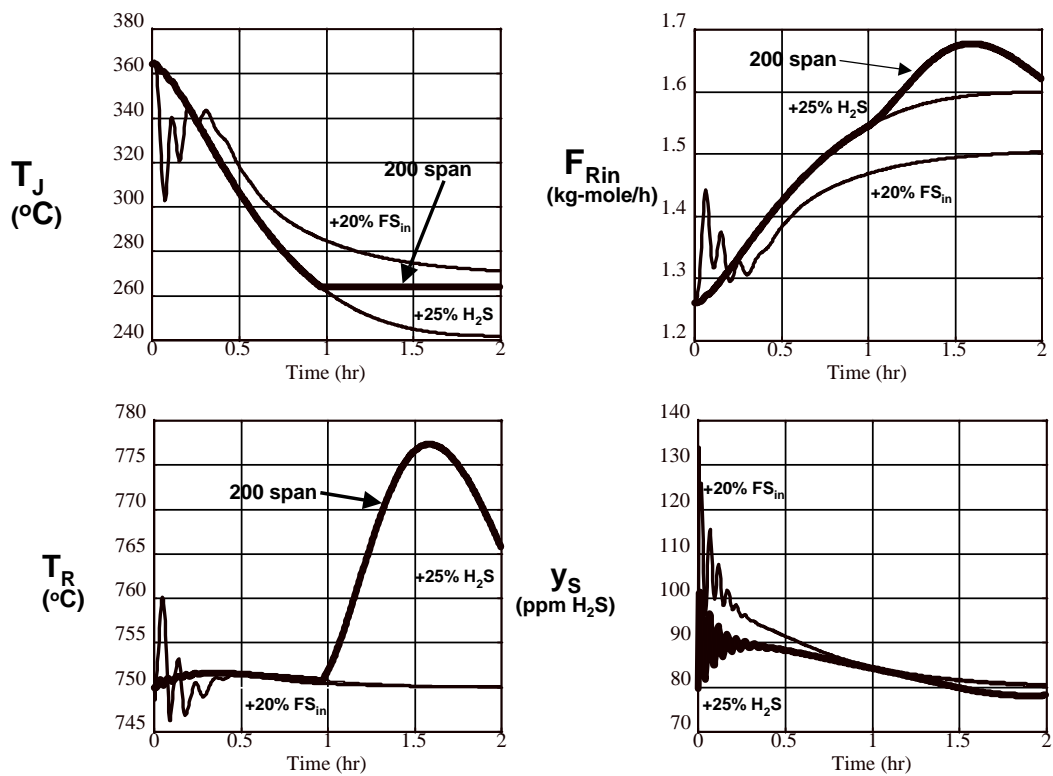 380
360
340
320
300
280
260
240
0
0.5
1
1.5
2
Time (hr)
T_J
(°C)
200 span
+20% FS_in
+25% H₂S
1.7
1.6
1.5
1.4
1.3
1.2
0
0.5
1
1.5
2
Time (hr)
F_Rin
(kg-mole/h)
200 span
+25% H₂S
+20% FS_in
780
775
770
765
760
755
750
745
0
0.5
1
1.5
2
Time (hr)
T_R
(°C)
200 span
+25% H₂S
+20% FS_in
140
130
120
110
100
90
80
70
0
0.5
1
1.5
2
Time (hr)
y_S
(ppm H₂S)
+20% FS_in
+25% H₂S